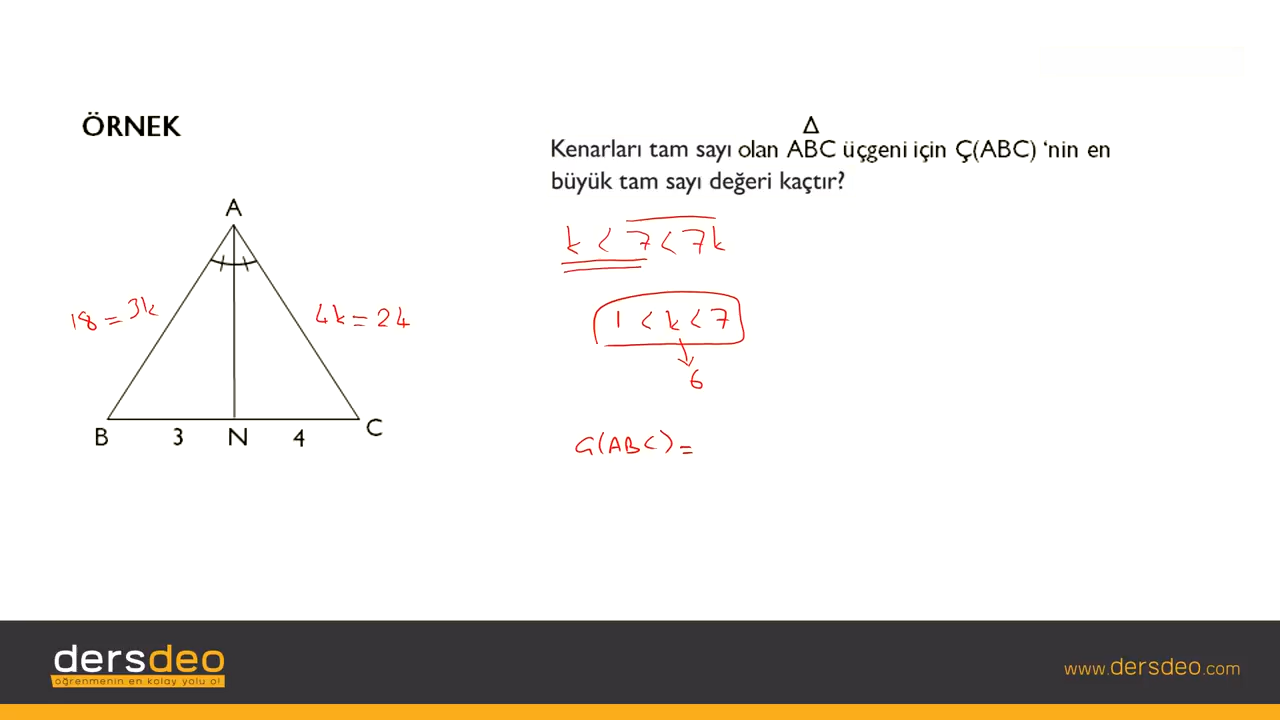 ÖRNEK
Δ
Kenarları tam sayı olan ABC üçgeni için Ç(ABC) ‘nin en
büyük tam sayı değeri kaçtır?
A
k < 7 < 7k
18 = 3k
4k = 24
1 < k < 7
6
B 3 N 4 C
Ç(ABC) =
dersdeo
öğrenmenin en kolay yolu o!
www.dersdeo.com